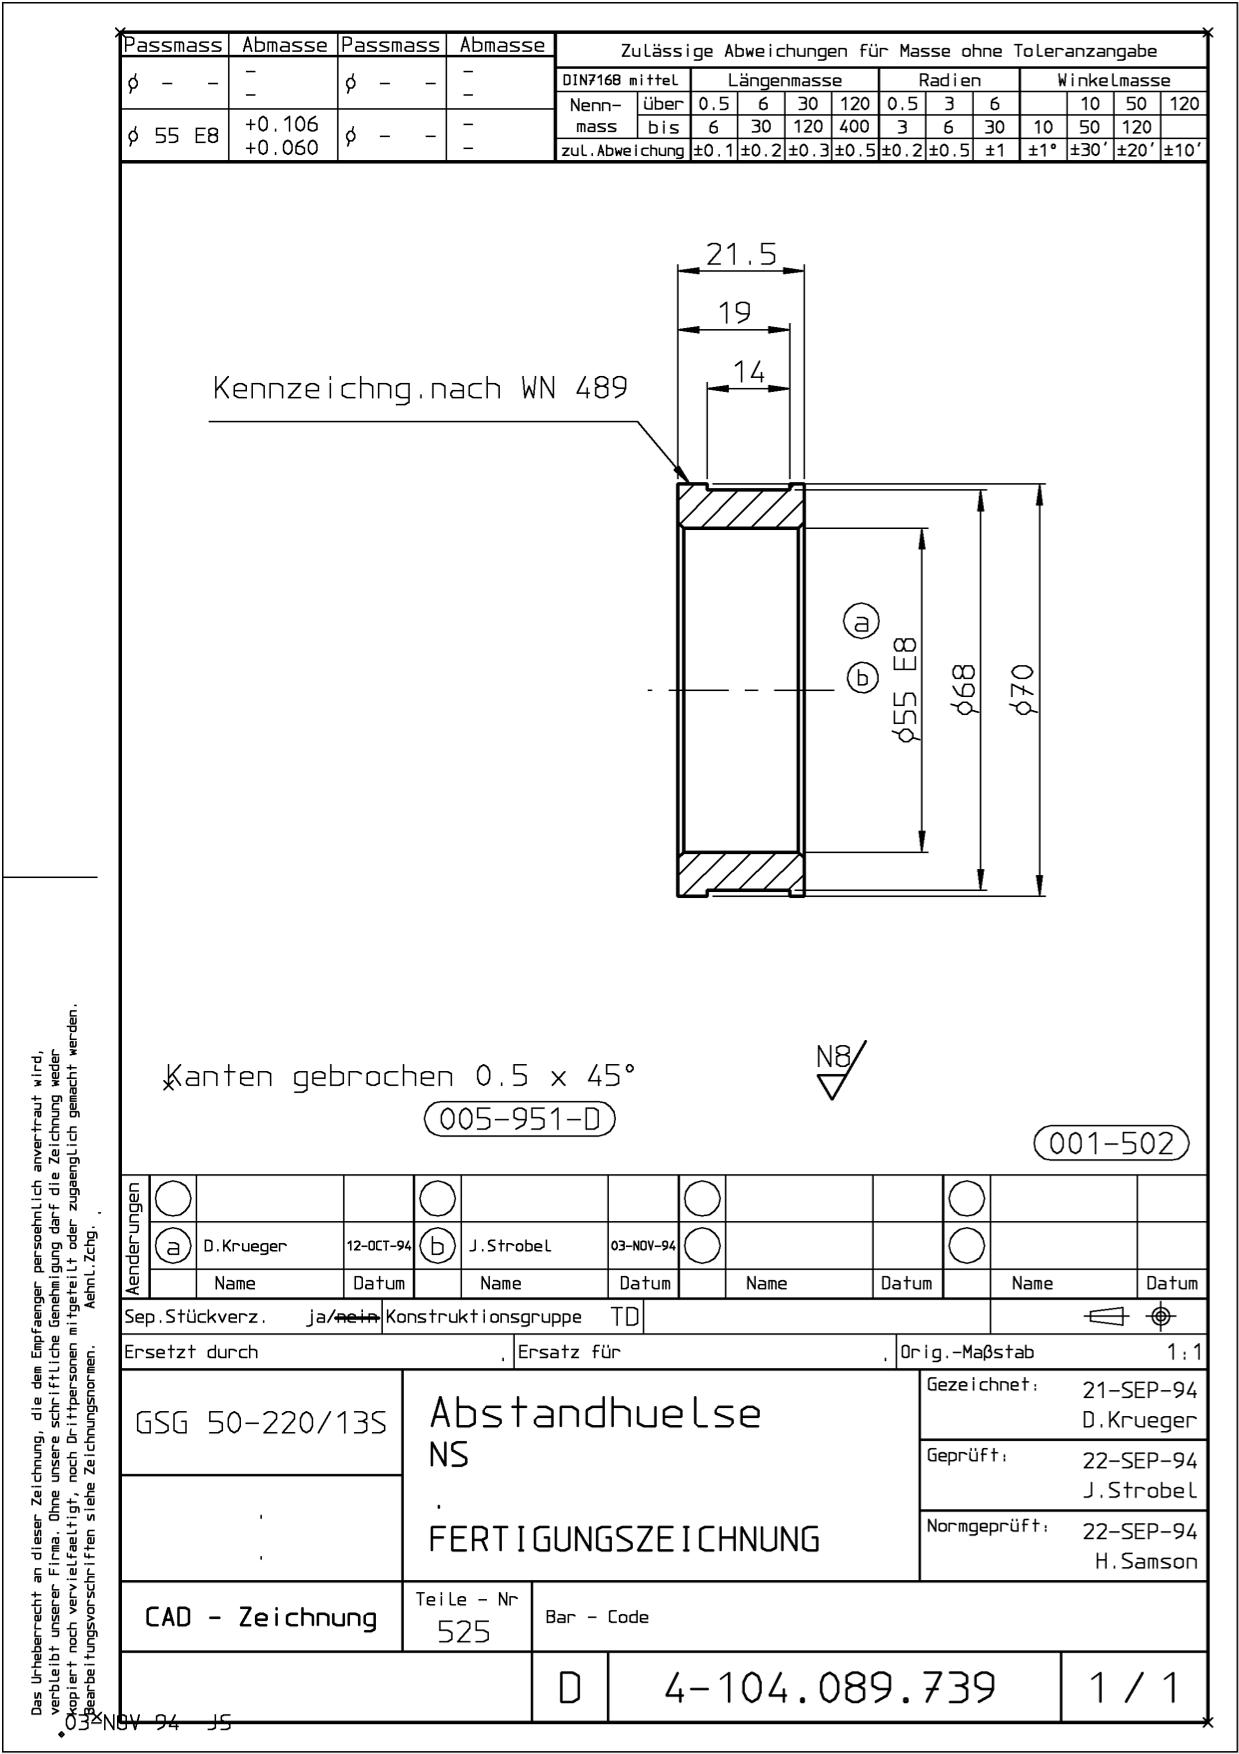 Passmass Abmasse Passmass Abmasse
ϕ - - - - ϕ - - - -
ϕ 55 E8 +0.106 +0.060 ϕ - - - -
Zulässige Abweichungen für Masse ohne Toleranzangabe
DIN7168 mittel Längenmasse Radien Winkelmasse
Nenn- über 0.5 6 30 120 0.5 3 6 10 50 120
mass bis 6 30 120 400 3 6 30 10 50 120
zul.Abweichung ±0.1 ±0.2 ±0.3 ±0.5 ±0.2 ±0.5 ±1 ±1° ±30' ±20' ±10'
21.5
19
14
Kennzeichng.nach WN 489
a
b
ϕ55 E8
ϕ68
ϕ70
N8
Kanten gebrochen 0.5 x 45°
005-951-D
001-502
Aenderungen
a D.Krueger 12-OCT-94 b J.Strobel 03-NOV-94
Name Datum Name Datum Name Datum Name Datum
Sep.Stückverz. ja/nein Konstruktionsgruppe TD
Ersetzt durch . Ersatz für . Orig.-Maßstab 1:1
GSG 50-220/13S
Abstandhuelse
NS
.
FERTIGUNGSZEICHNUNG
Gezeichnet: 21-SEP-94
D.Krueger
Geprüft: 22-SEP-94
J.Strobel
Normgeprüft: 22-SEP-94
H.Samson
CAD - Zeichnung
Teile - Nr
525
Bar - Code
D 4-104.089.739 1/1
Das Urheberrecht an dieser Zeichnung, die dem Empfaenger persoehnlich anvertraut wird,
verbleibt unserer Firma. Ohne unsere schriftliche Genehmigung darf die Zeichnung weder
kopiert noch vervielfaeltigt, noch Drittpersonen mitgeteilt oder zugaenglich gemacht werden.
Bearbeitungsvorschriften siehe Zeichnungsnormen. Aehnl.Zchg. .
03-NOV-94 JS